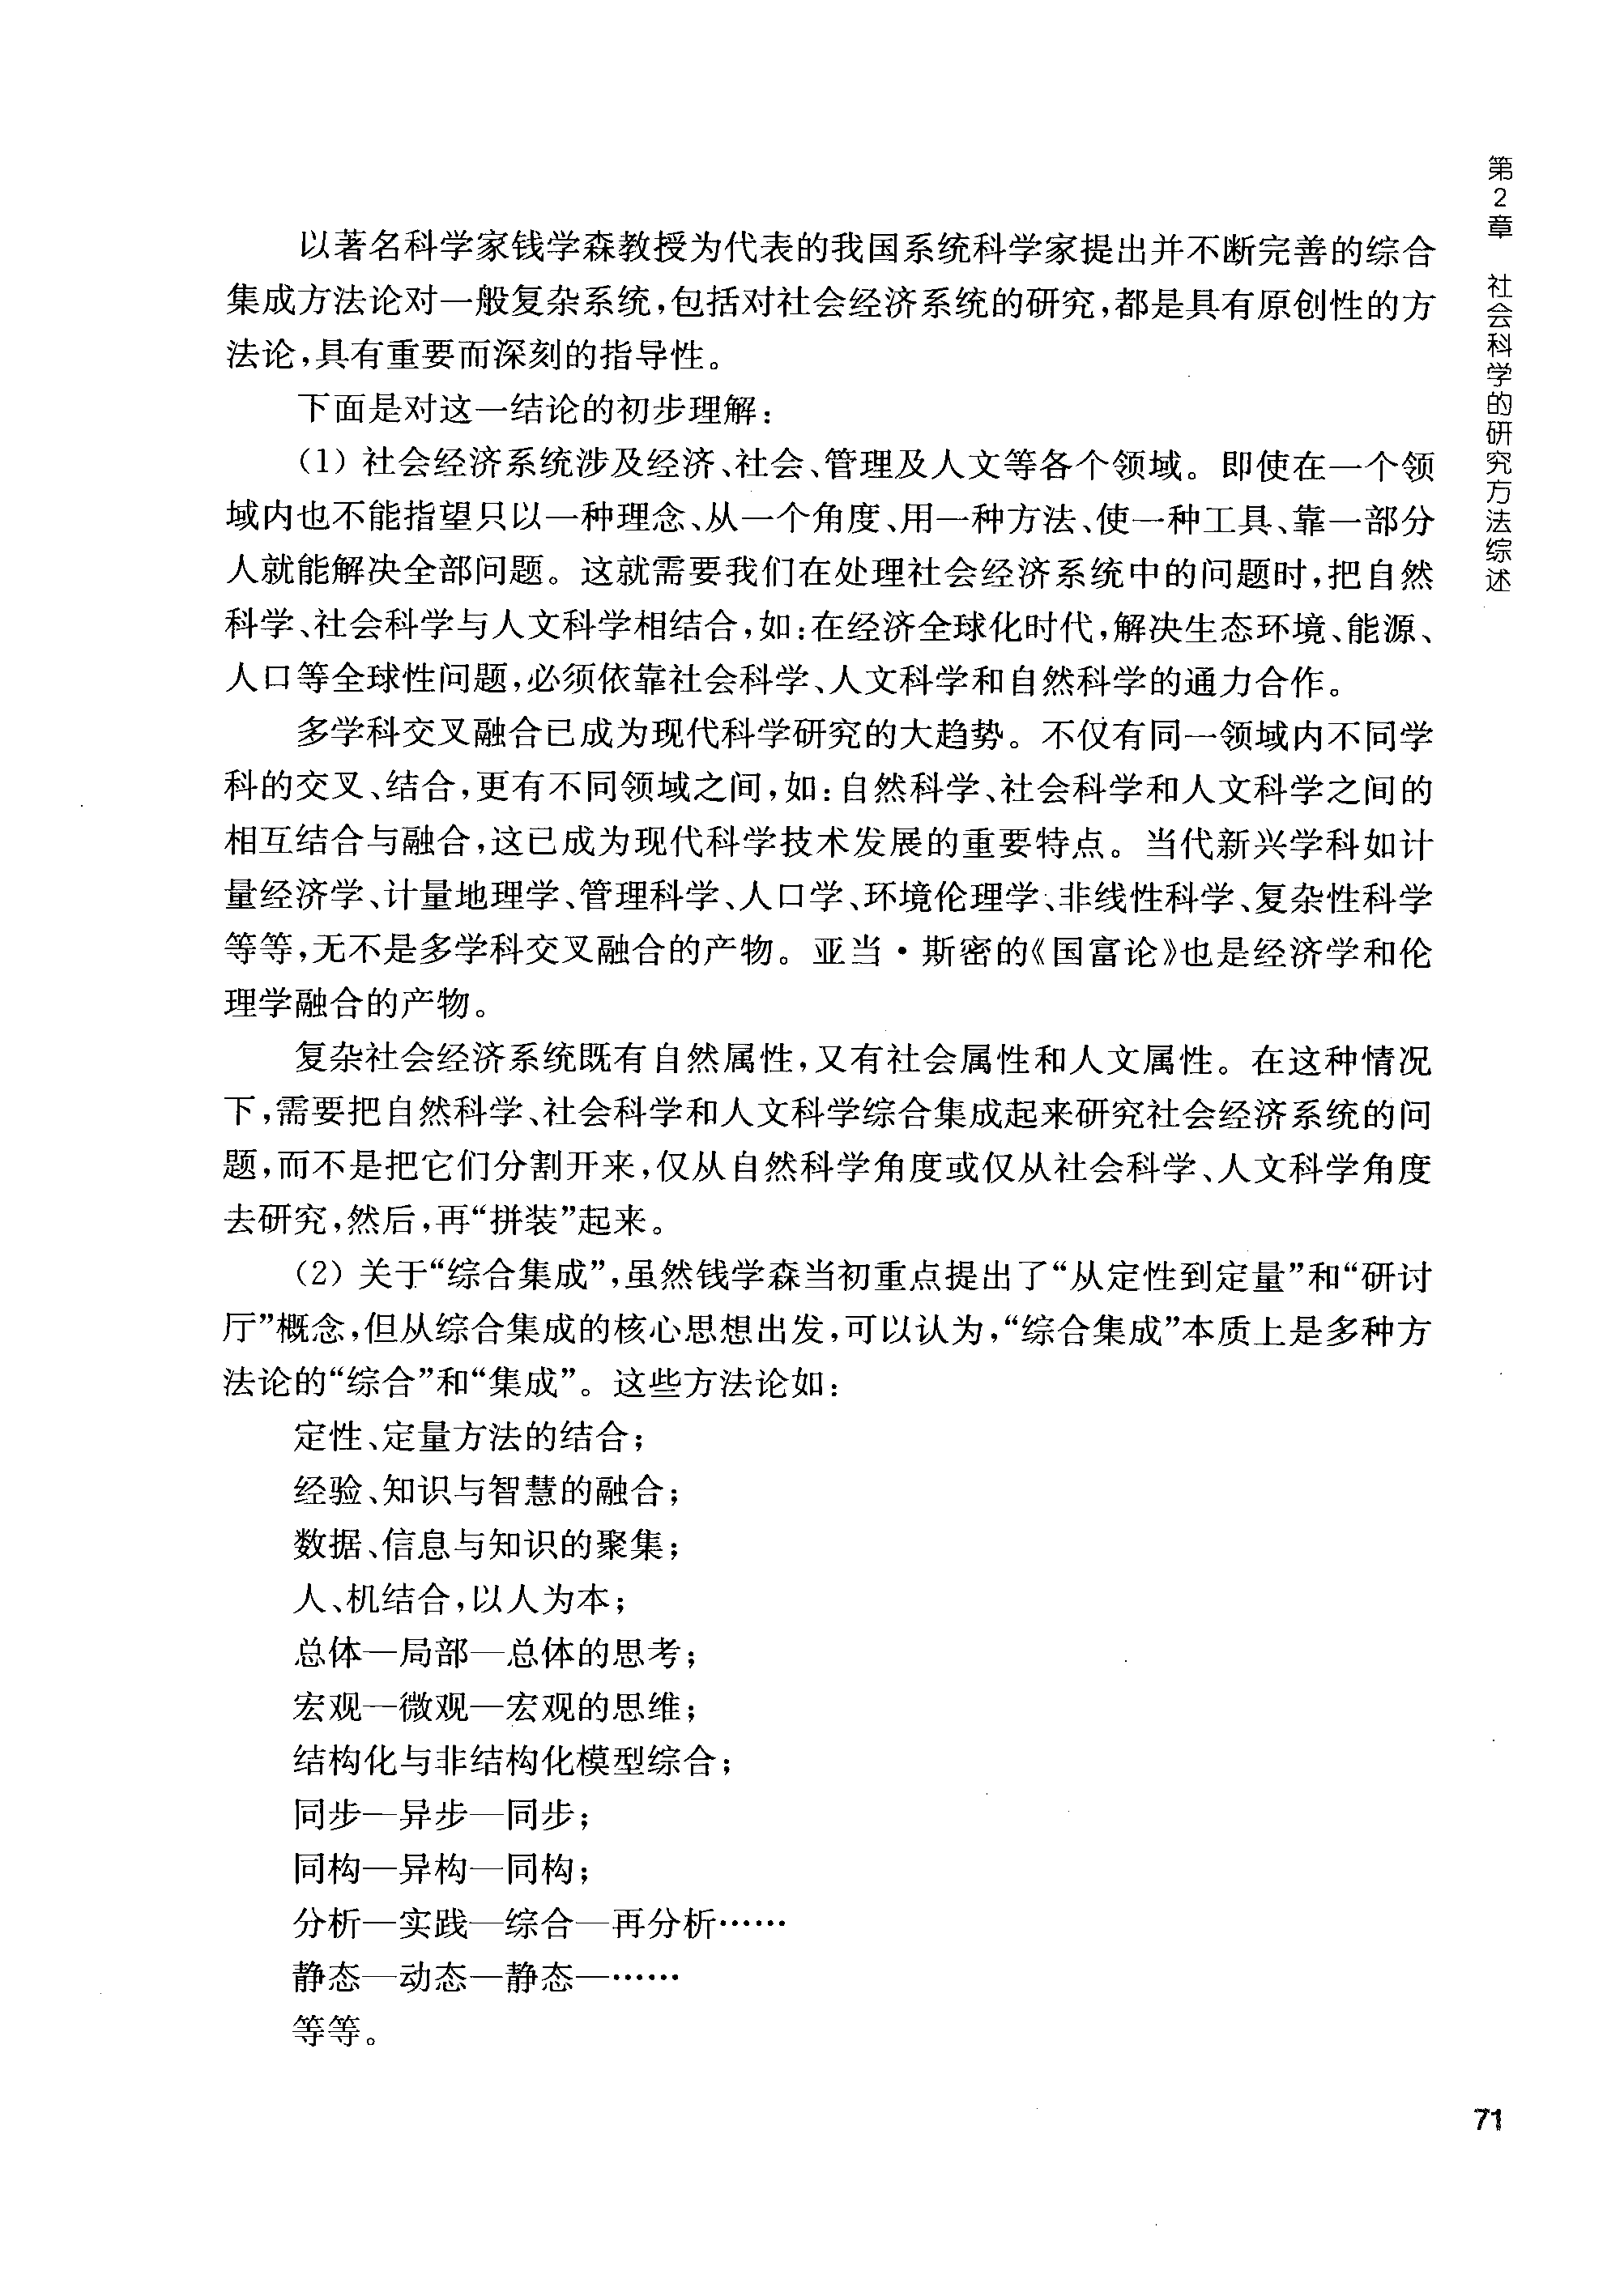 第2章 社会科学的研究方法综述
以著名科学家钱学森教授为代表的我国系统科学家提出并不断完善的综合
集成方法论对一般复杂系统,包括对社会经济系统的研究,都是具有原创性的方
法论,具有重要而深刻的指导性。
下面是对这一结论的初步理解:
(1) 社会经济系统涉及经济、社会、管理及人文等各个领域。即使在一个领
域内也不能指望只以一种理念、从一个角度、用一种方法、使一种工具、靠一部分
人就能解决全部问题。这就需要我们在处理社会经济系统中的问题时,把自然
科学、社会科学与人文科学相结合,如:在经济全球化时代,解决生态环境、能源、
人口等全球性问题,必须依靠社会科学、人文科学和自然科学的通力合作。
多学科交叉融合已成为现代科学研究的大趋势。不仅有同一领域内不同学
科的交叉、结合,更有不同领域之间,如:自然科学、社会科学和人文科学之间的
相互结合与融合,这已成为现代科学技术发展的重要特点。当代新兴学科如计
量经济学、计量地理学、管理科学、人口学、环境伦理学、非线性科学、复杂性科学
等等,无不是多学科交叉融合的产物。亚当·斯密的《国富论》也是经济学和伦
理学融合的产物。
复杂社会经济系统既有自然属性,又有社会属性和人文属性。在这种情况
下,需要把自然科学、社会科学和人文科学综合集成起来研究社会经济系统的问
题,而不是把它们分割开来,仅从自然科学角度或仅从社会科学、人文科学角度
去研究,然后,再“拼装”起来。
(2) 关于“综合集成”,虽然钱学森当初重点提出了“从定性到定量”和“研讨
厅”概念,但从综合集成的核心思想出发,可以认为,“综合集成”本质上是多种方
法论的“综合”和“集成”。这些方法论如:
定性、定量方法的结合;
经验、知识与智慧的融合;
数据、信息与知识的聚集;
人、机结合,以人为本;
总体—局部—总体的思考;
宏观—微观—宏观的思维;
结构化与非结构化模型综合;
同步—异步—同步;
同构—异构—同构;
分析—实践—综合—再分析……
静态—动态—静态—……
等等。
71